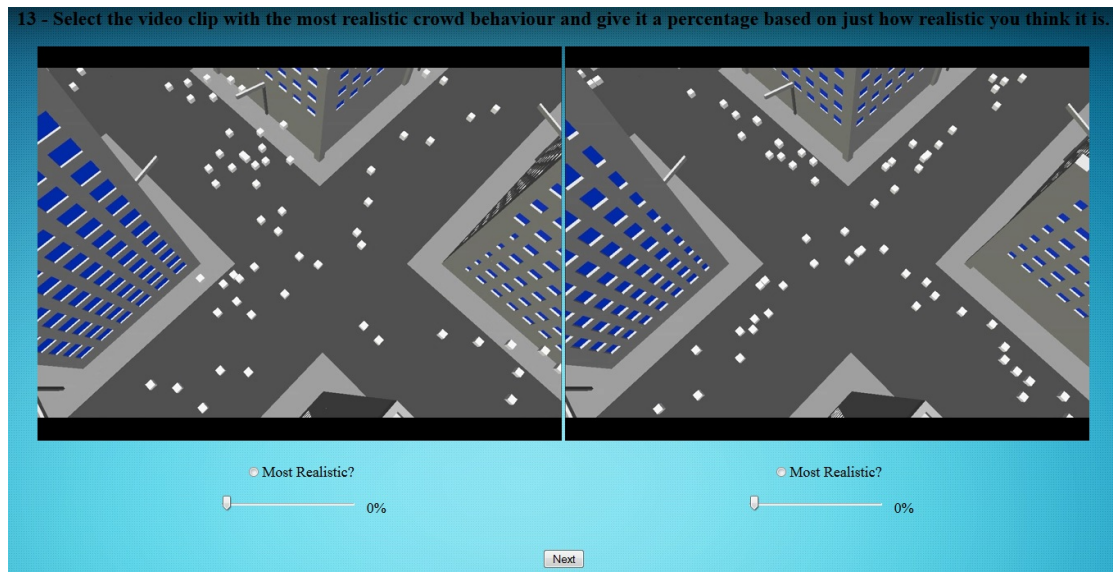 13 - Select the video clip with the most realistic crowd behaviour and give it a percentage based on just how realistic you think it is.
Most Realistic? Most Realistic?
0% 0%
Next